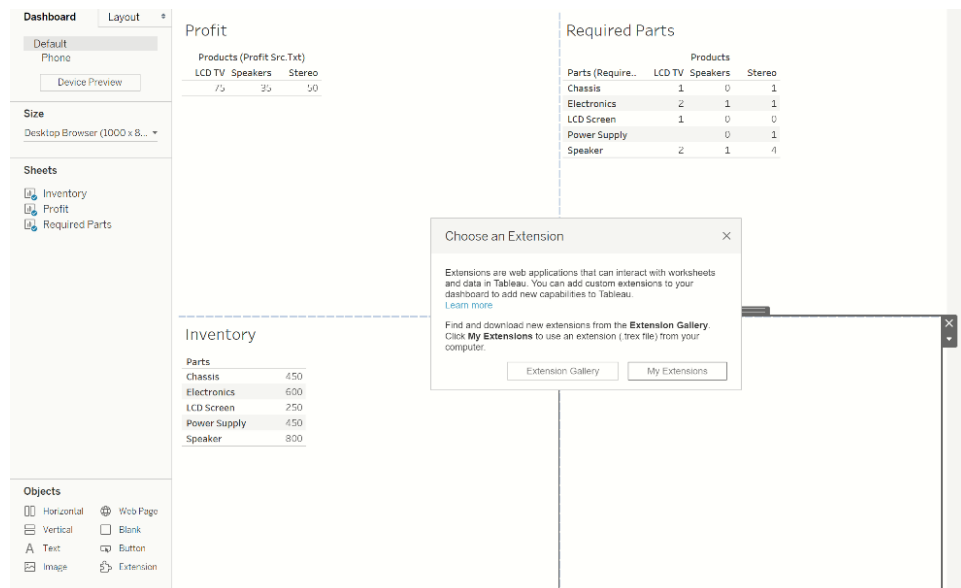 Dashboard Layout
Default
Phone
Device Preview
Size
Desktop Browser (1000 x 8...
Sheets
Inventory
Profit
Required Parts
Objects
Horizontal Web Page
Vertical Blank
A Text Button
Image Extension
Profit
Products (Profit Src.Txt)
LCD TV Speakers Stereo
75 35 50
Required Parts
Products
Parts (Require.. LCD TV Speakers Stereo
Chassis 1 0 1
Electronics 2 1 1
LCD Screen 1 0 0
Power Supply 0 1
Speaker 2 1 4
Choose an Extension
Extensions are web applications that can interact with worksheets
and data in Tableau. You can add custom extensions to your
dashboard to add new capabilities to Tableau.
Learn more
Find and download new extensions from the Extension Gallery.
Click My Extensions to use an extension (.trex file) from your
computer.
Extension Gallery My Extensions
Inventory
Parts
Chassis 450
Electronics 600
LCD Screen 250
Power Supply 450
Speaker 800